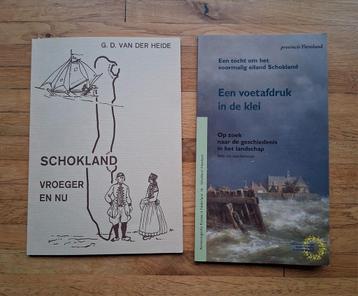 G. D. VAN DER HEIDE
SCHOKLAND
VROEGER
EN NU
provincie Flevoland
Een tocht om het
voormalig eiland Schokland
Een voetafdruk
in de klei
Op zoek
naar de geschiedenis
in het landschap